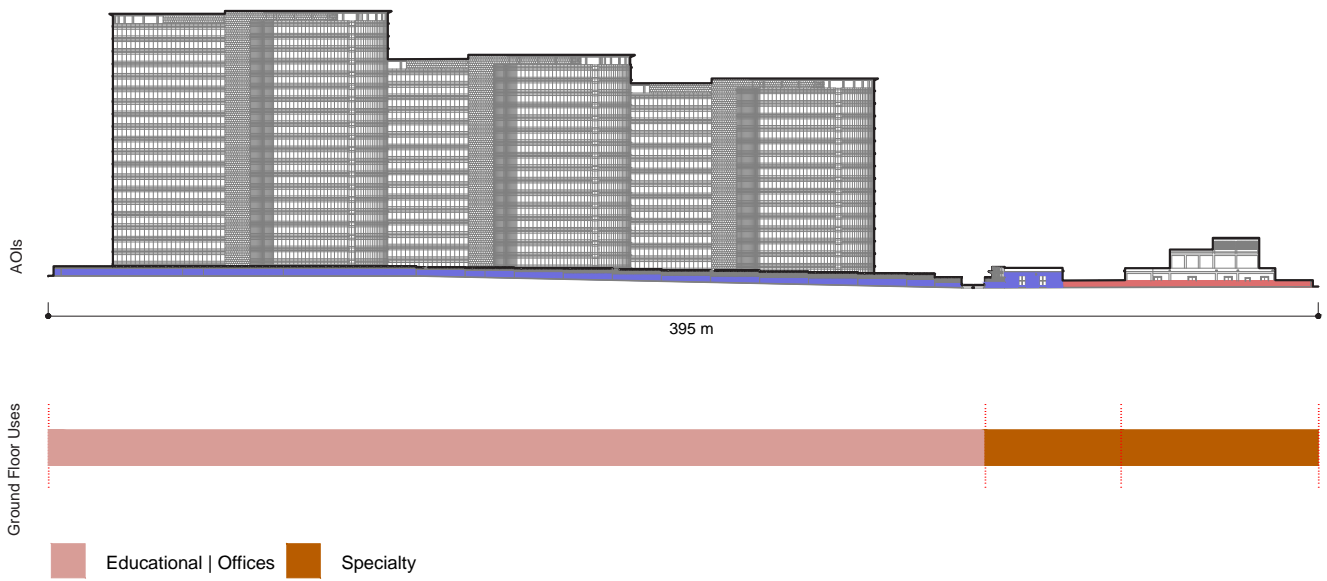 AOIs
395 m
Ground Floor Uses
Educational | Offices
Specialty